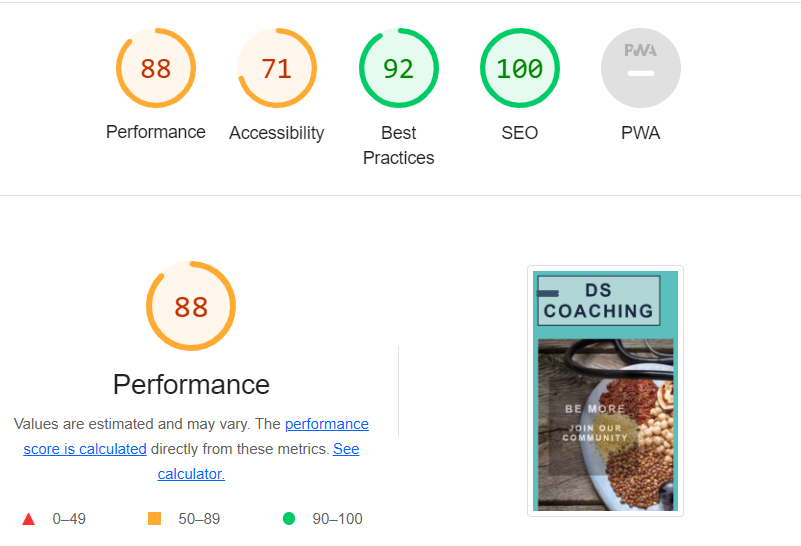 88
71
92
100
PWA
Performance
Accessibility
Best
Practices
SEO
PWA
88
Performance
Values are estimated and may vary. The performance
score is calculated directly from these metrics. See
calculator.
0–49
50–89
90–100
DS
COACHING
BE MORE
JOIN OUR
COMMUNITY